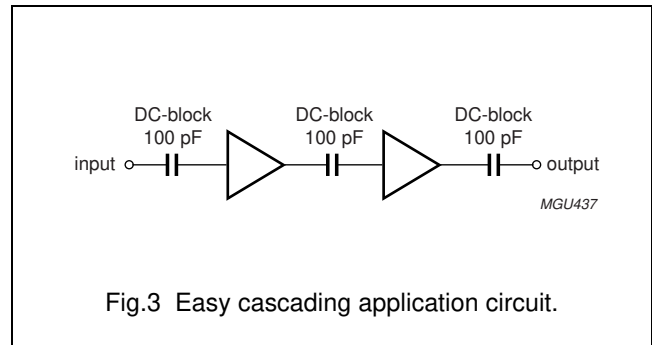 DC-block
100 pF
DC-block
100 pF
DC-block
100 pF
input
output
MGU437
Fig.3 Easy cascading application circuit.